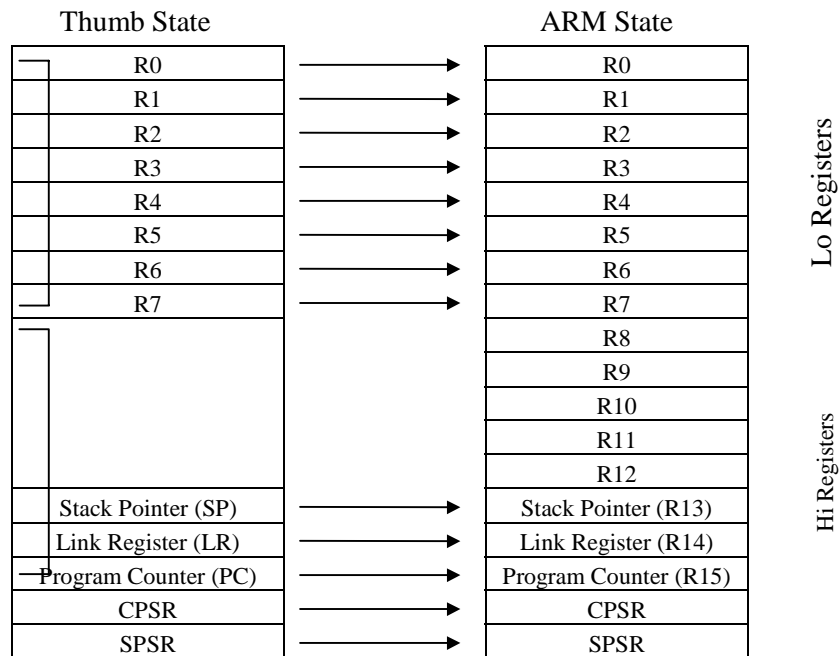 Thumb State ARM State
R0 R0
R1 R1
R2 R2
R3 R3
R4 R4
R5 R5
R6 R6
R7 R7
R8
R9
R10
R11
R12
Stack Pointer (SP) Stack Pointer (R13)
Link Register (LR) Link Register (R14)
Program Counter (PC) Program Counter (R15)
CPSR CPSR
SPSR SPSR
Lo Registers
Hi Registers